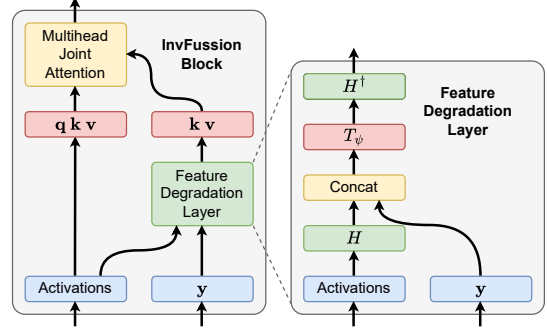 Multihead
Joint
Attention
InvFussion
Block
q k v
k v
Feature
Degradation
Layer
Activations
y
Feature
Degradation
Layer
H†
Tψ
Concat
H
Activations
y